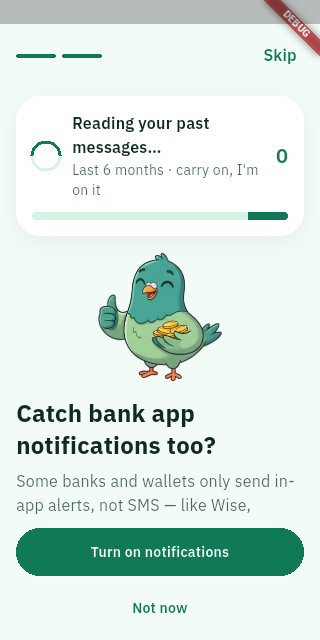 DEBUG
Skip
Reading your past
messages...
0
Last 6 months · carry on, I'm
on it
Catch bank app
notifications too?
Some banks and wallets only send in-
app alerts, not SMS — like Wise,
Turn on notifications
Not now